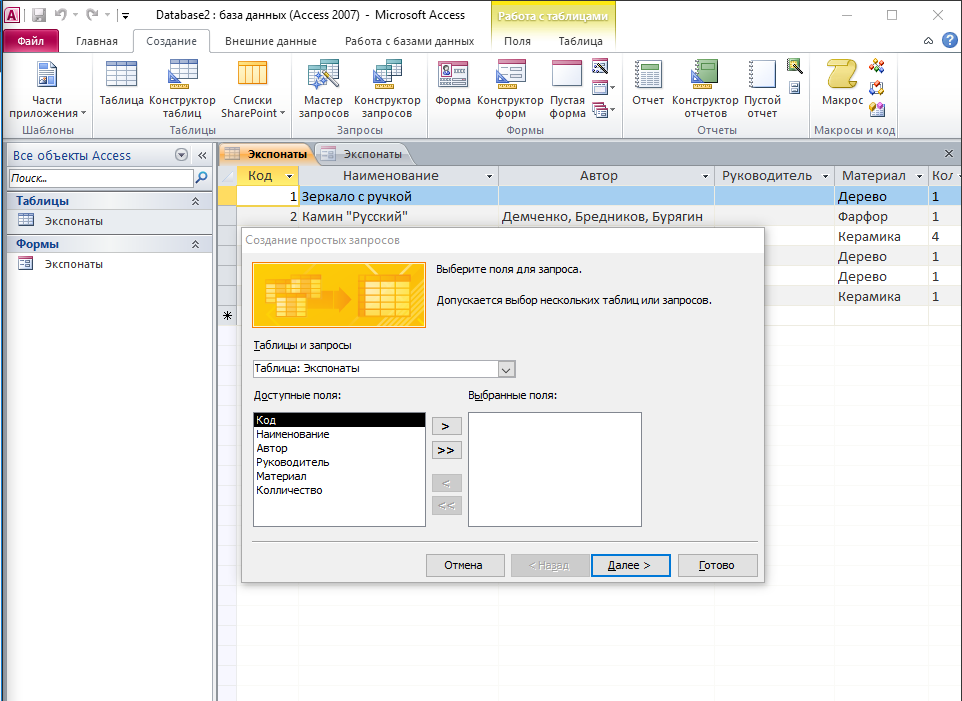 Database2 : база данных (Access 2007) - Microsoft Access
Работа с таблицами
Файл Главная Создание Внешние данные Работа с базами данных Поля Таблица
Части приложения
Шаблоны
Таблица
Конструктор таблиц
Списки SharePoint
Таблицы
Мастер запросов
Конструктор запросов
Запросы
Форма
Конструктор форм
Пустая форма
Формы
Отчет
Конструктор отчетов
Пустой отчет
Отчеты
Макрос
Макросы и код
Все объекты Access
Поиск...
Таблицы
Экспонаты
Формы
Экспонаты
Экспонаты Экспонаты
Код Наименование Автор Руководитель Материал Кол
1 Зеркало с ручкой Дерево 1
2 Камин "Русский" Демченко, Бредников, Бурягин Фарфор 1
Керамика 4
Дерево 1
Дерево 1
Керамика 1
Создание простых запросов
Выберите поля для запроса.
Допускается выбор нескольких таблиц или запросов.
Таблицы и запросы
Таблица: Экспонаты
Доступные поля: Выбранные поля:
Код
Наименование
Автор
Руководитель
Материал
Колличество
>
>>
<
<<
Отмена < Назад Далее > Готово